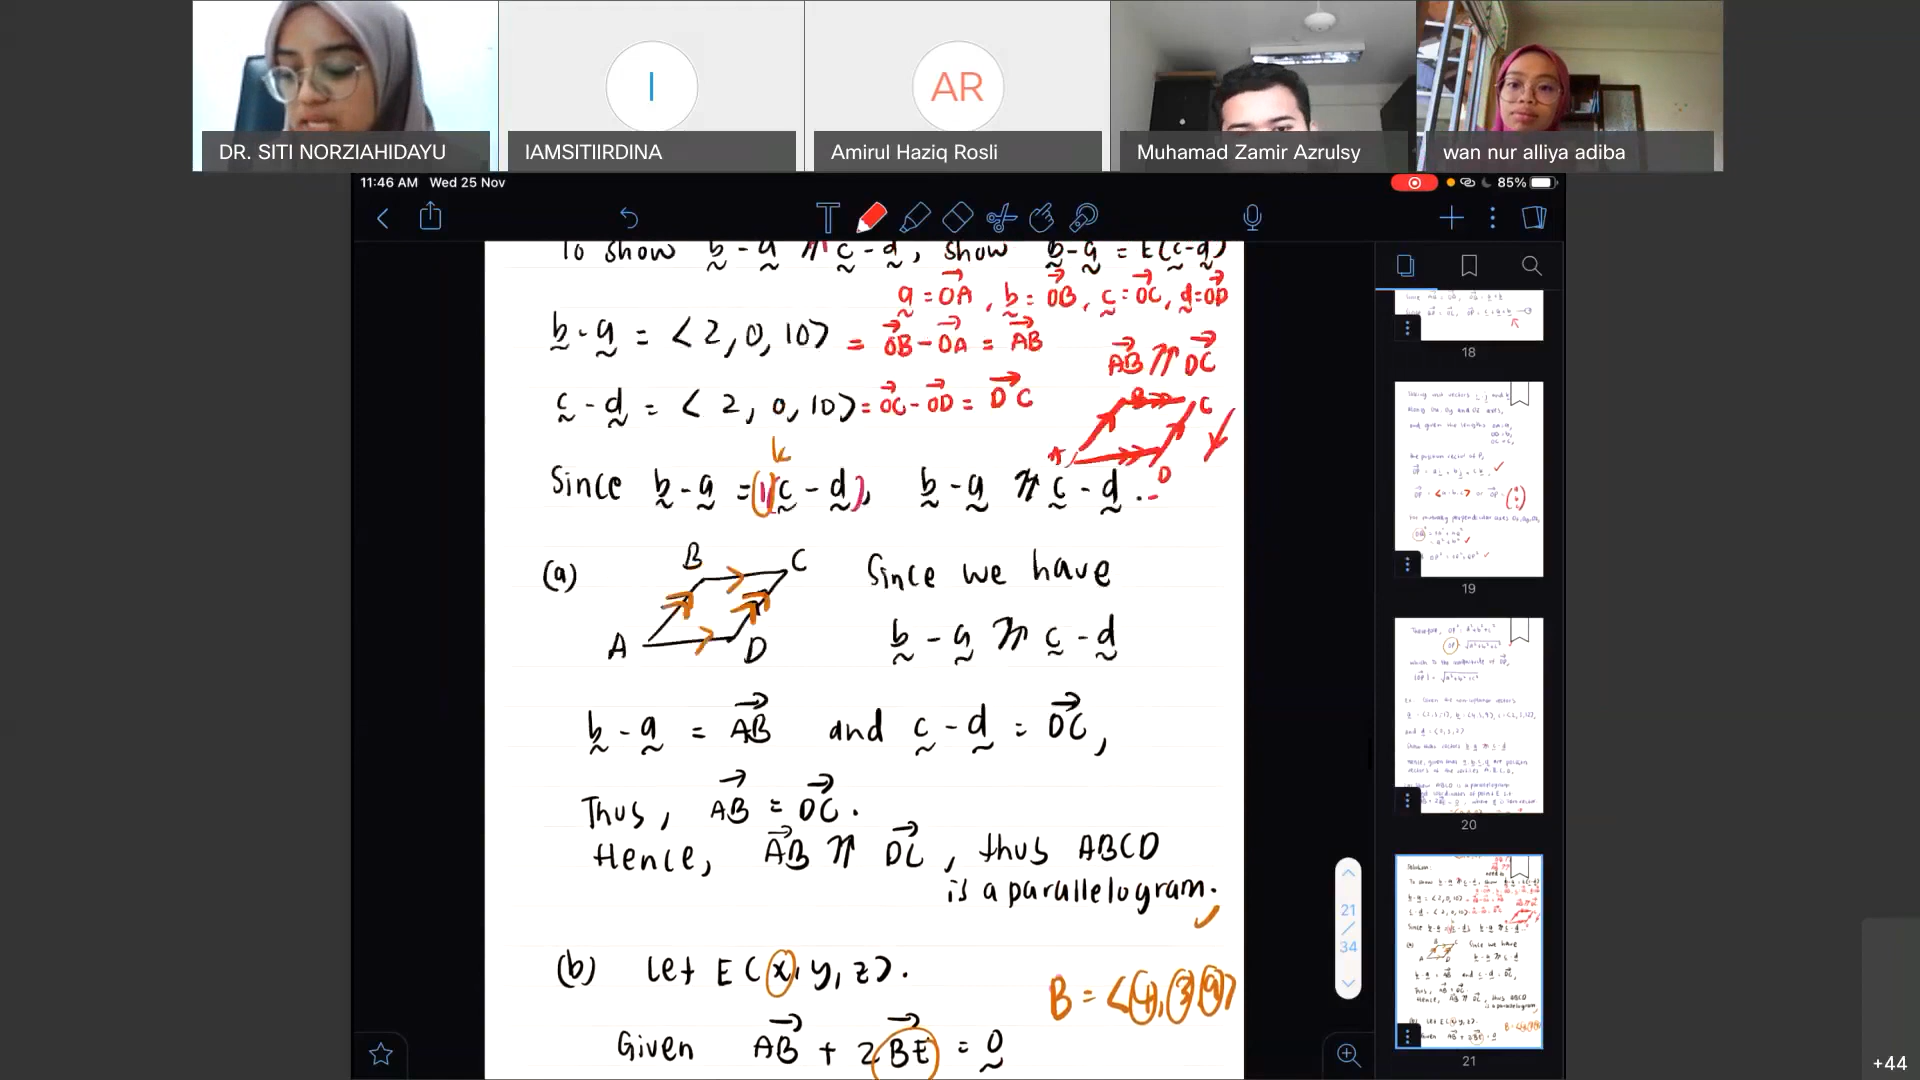 DR. SITI NORZIAHIDAYU
I
IAMSITIIRDINA
AR
Amirul Haziq Rosli
Muhamad Zamir Azrulsy
wan nur alliya adiba
11:46 AM Wed 25 Nov
85%
To show b - a // c - d, show b - a = k(c - d)
a = OA, b = OB, c = OC, d = OD
b - a = <2, 0, 10> = OB - OA = AB
AB // DC
c - d = <2, 0, 10> = OC - OD = DC
B C
A D
k
Since b - a = 1(c - d), b - a // c - d.
(a) B C Since we have
A D b - a // c - d
b - a = AB and c - d = DC,
Thus, AB = DC.
Hence, AB // DC, thus ABCD
is a parallelogram.
(b) Let E(x, y, z).
B = <4, 3, 9>
Given AB + 2BE = 0
18
19
20
21
21
/
34
+44